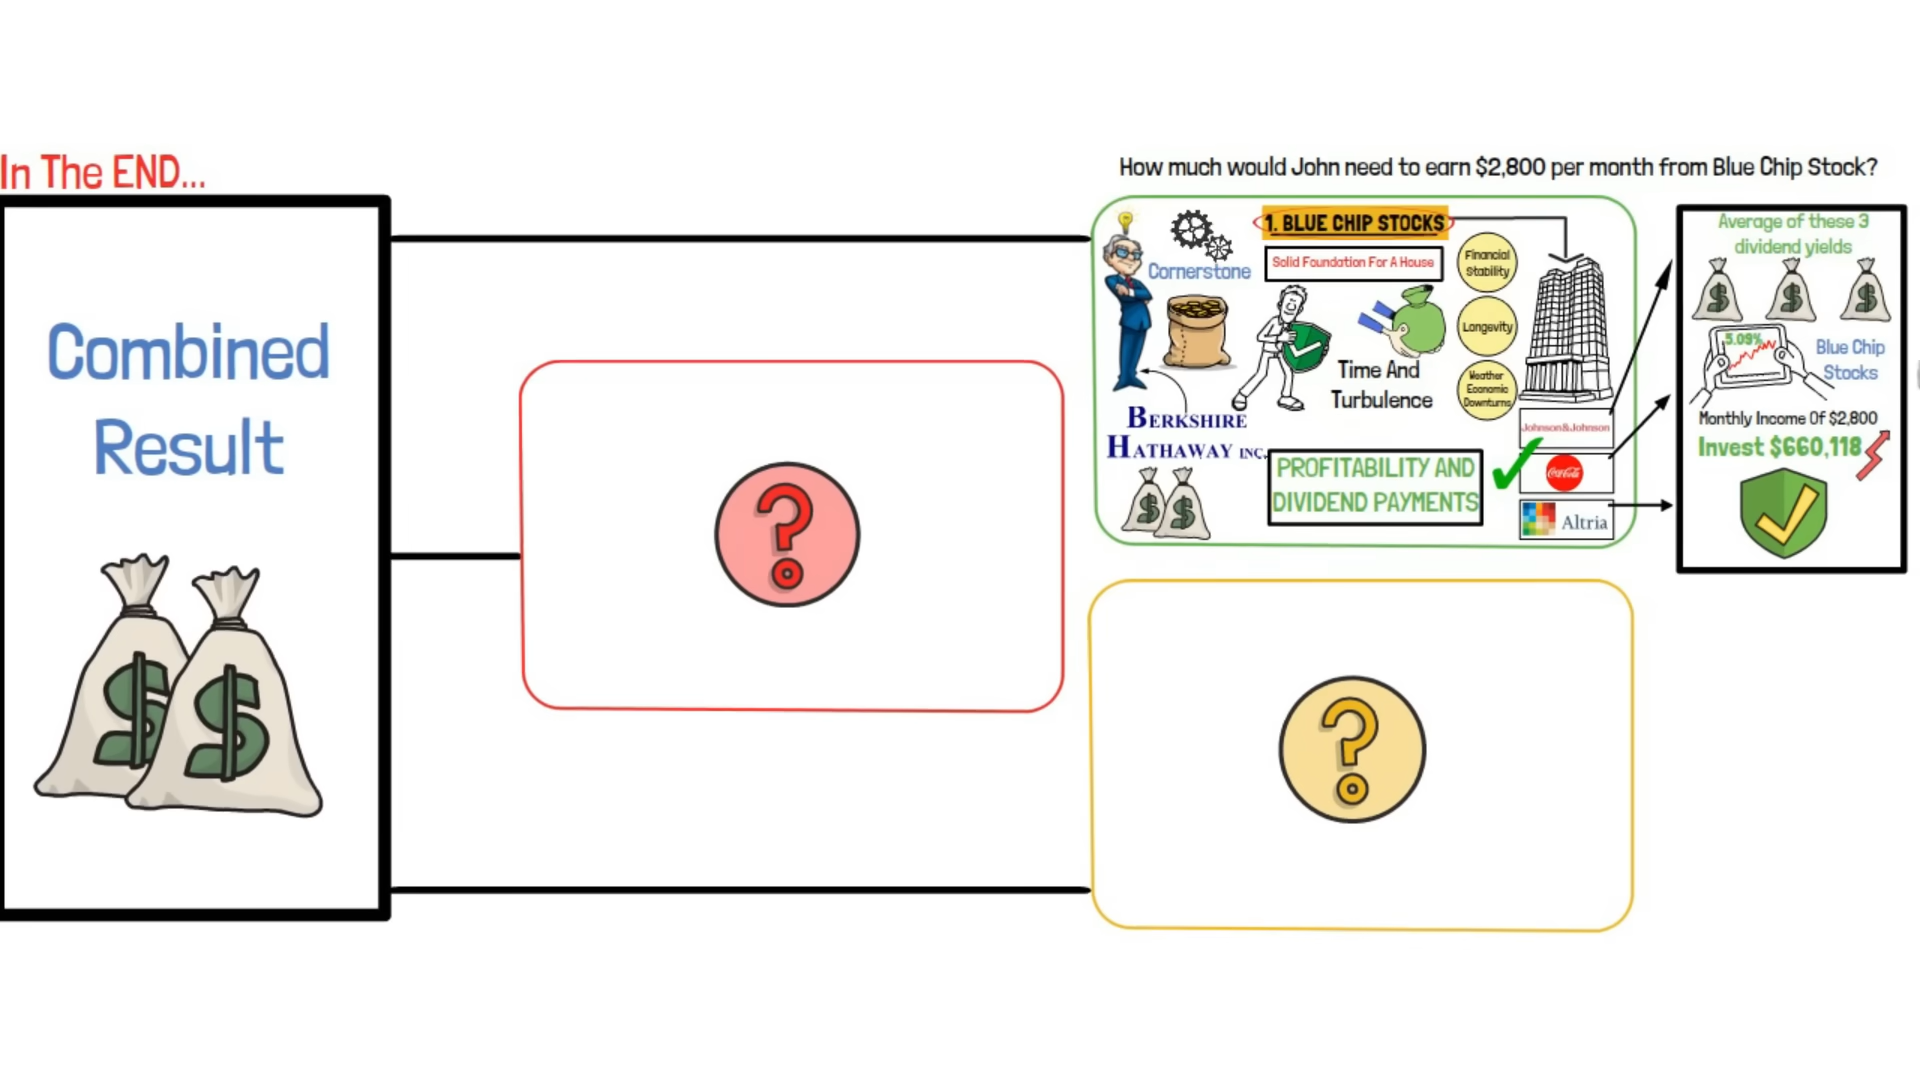 In The END...
Combined
Result
How much would John need to earn $2,800 per month from Blue Chip Stock?
1. BLUE CHIP STOCKS
Solid Foundation For A House
Cornerstone
Financial
Stability
Longevity
Weather
Economic
Downturns
Time And
Turbulence
BERKSHIRE
HATHAWAY INC.
PROFITABILITY AND
DIVIDEND PAYMENTS
Johnson&Johnson
Coca-Cola
Altria
Average of these 3
dividend yields
5.09%
Blue Chip
Stocks
Monthly Income Of $2,800
Invest $660,118